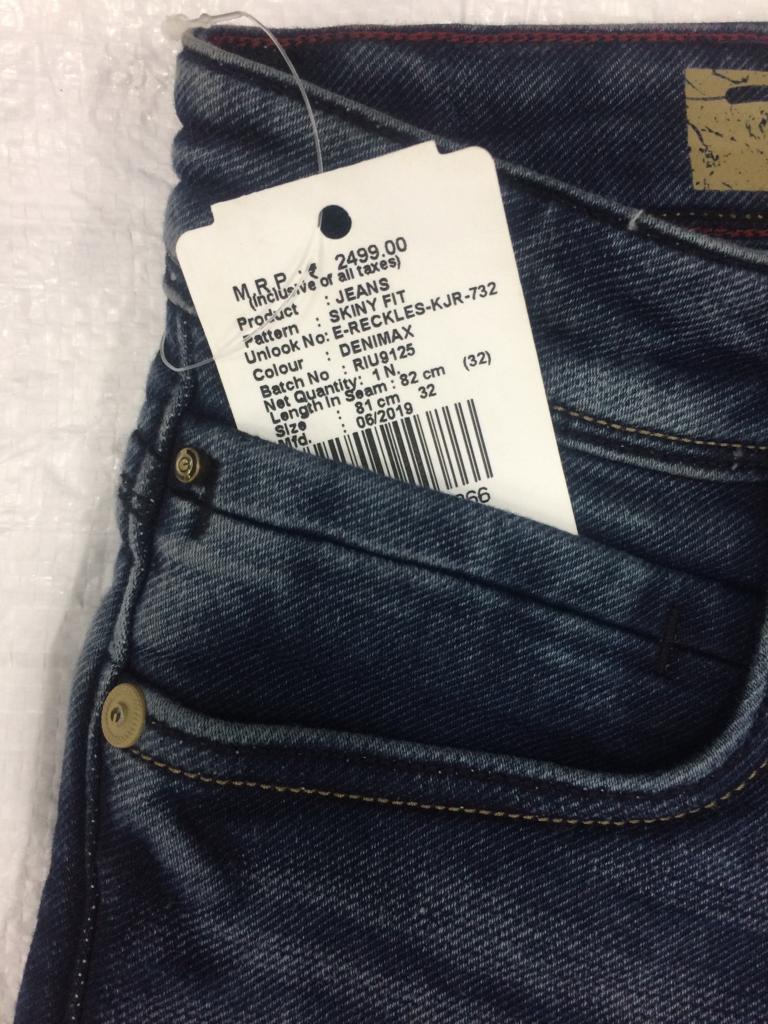 M.R.P. : ₹ 2499.00
(Inclusive of all taxes)
Product : JEANS
Pattern : SKINY FIT
Unlook No: E-RECKLES-KJR-732
Colour : DENIMAX
Batch No : RIU9125
Net Quantity: 1 N.
Length In Seam : 82 cm (32)
Size : 81 cm 32
Mfd. : 06/2019
66